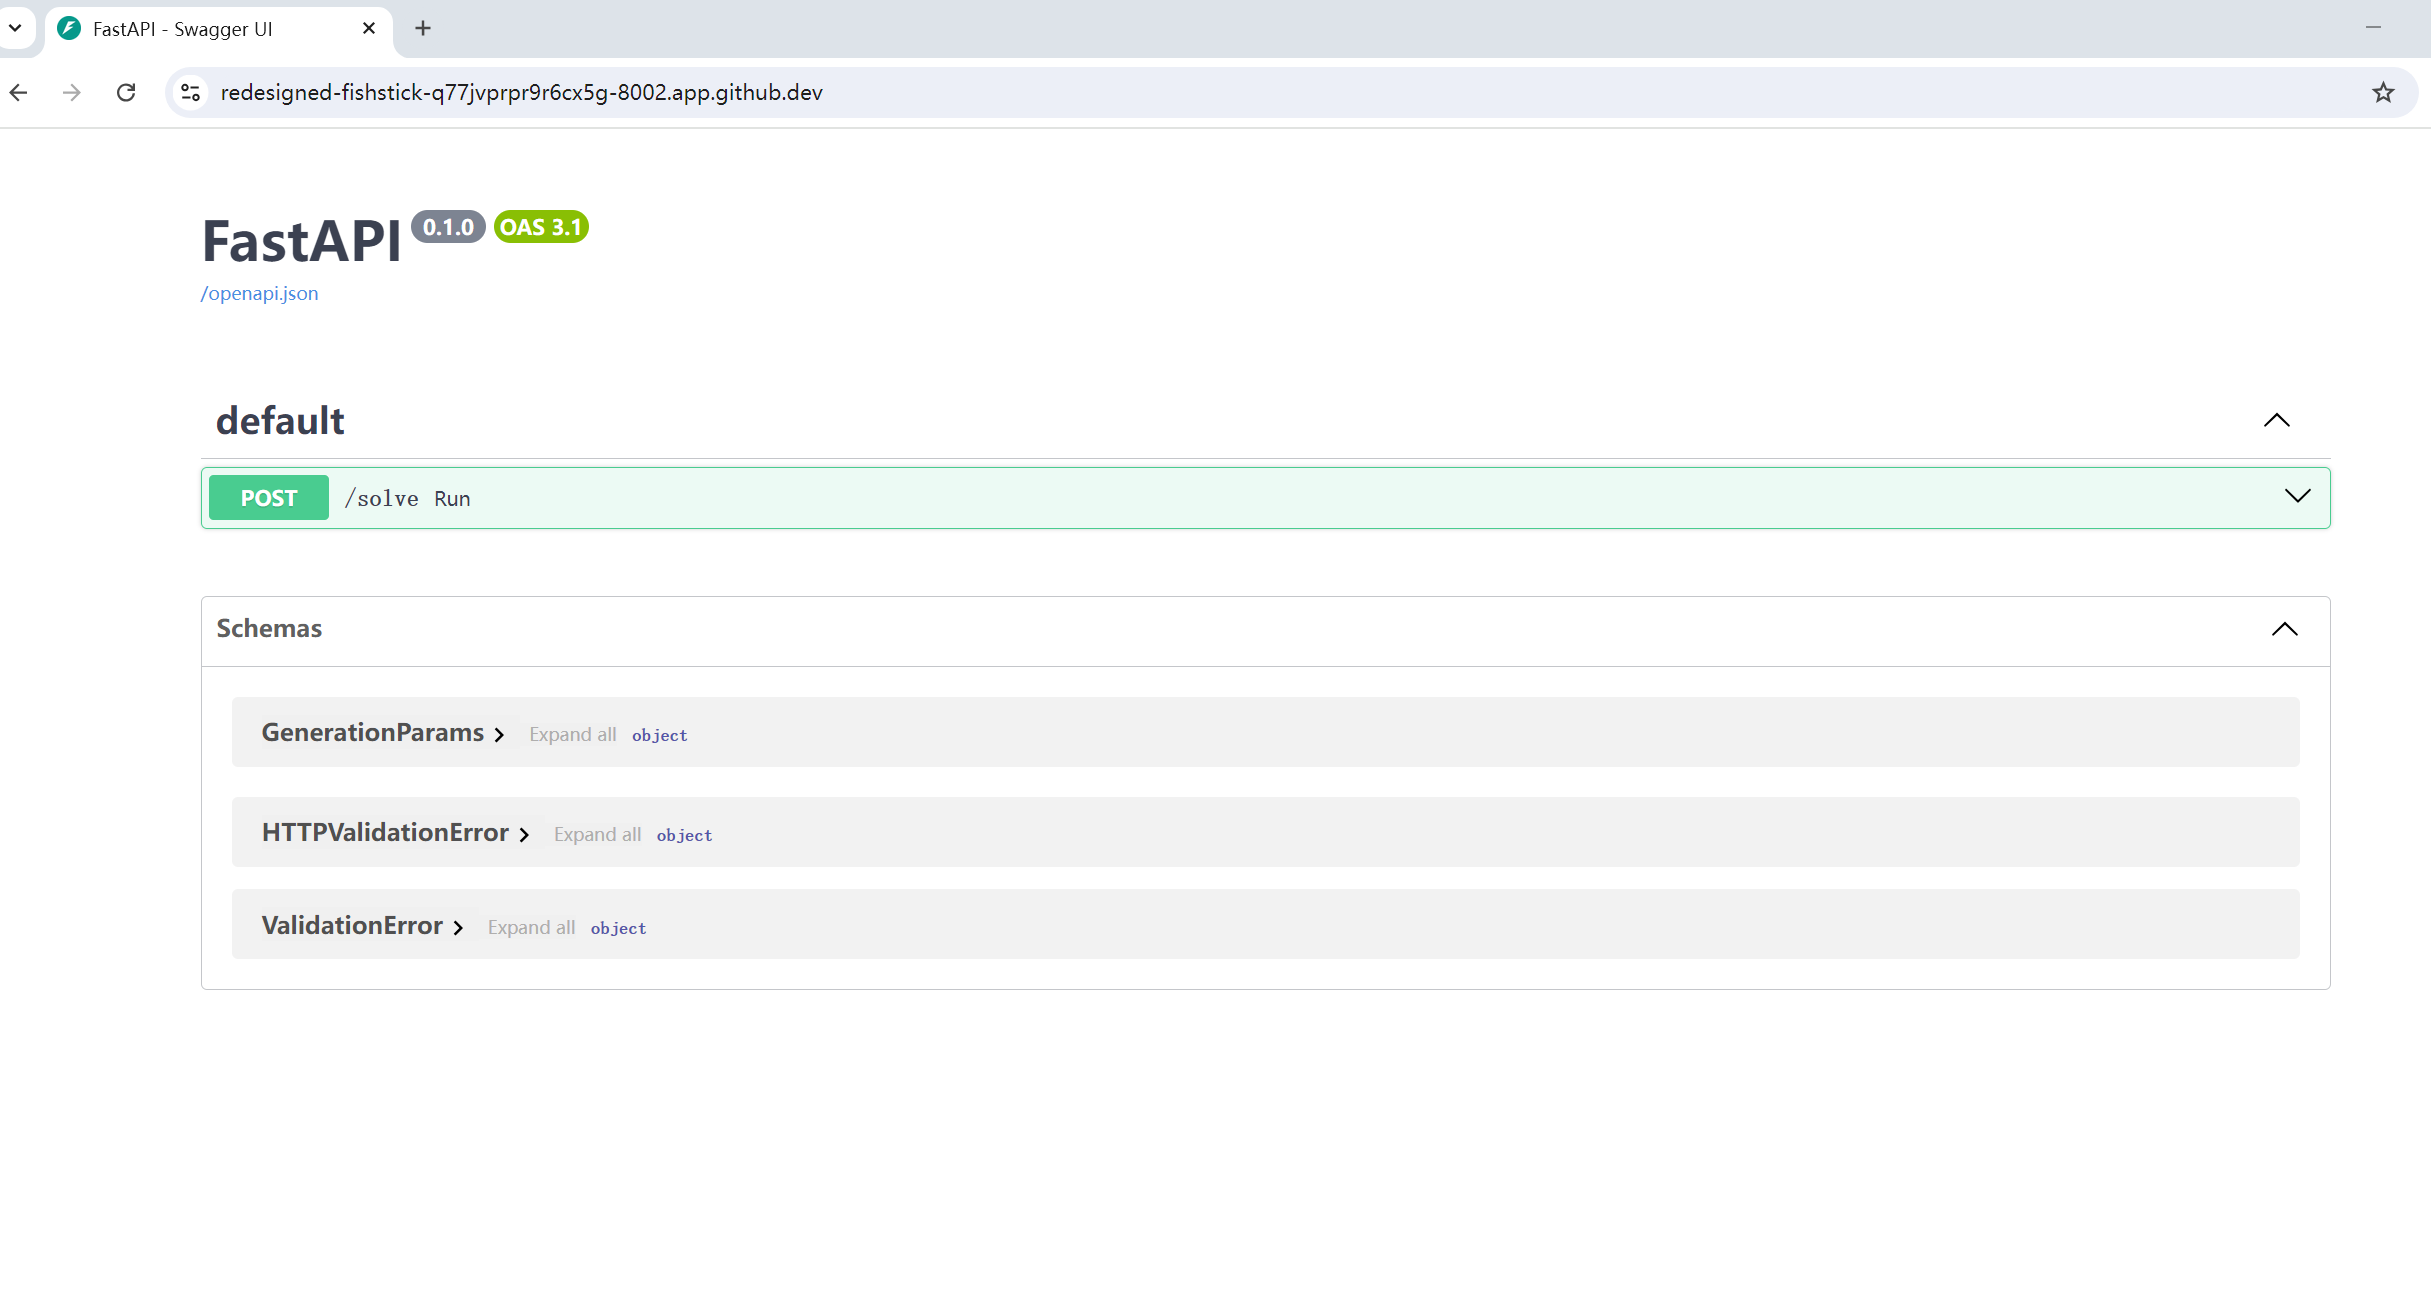 FastAPI - Swagger UI
redesigned-fishstick-q77jvprpr9r6cx5g-8002.app.github.dev
FastAPI 0.1.0 OAS 3.1
/openapi.json
default
POST /solve Run
Schemas
GenerationParams Expand all object
HTTPValidationError Expand all object
ValidationError Expand all object